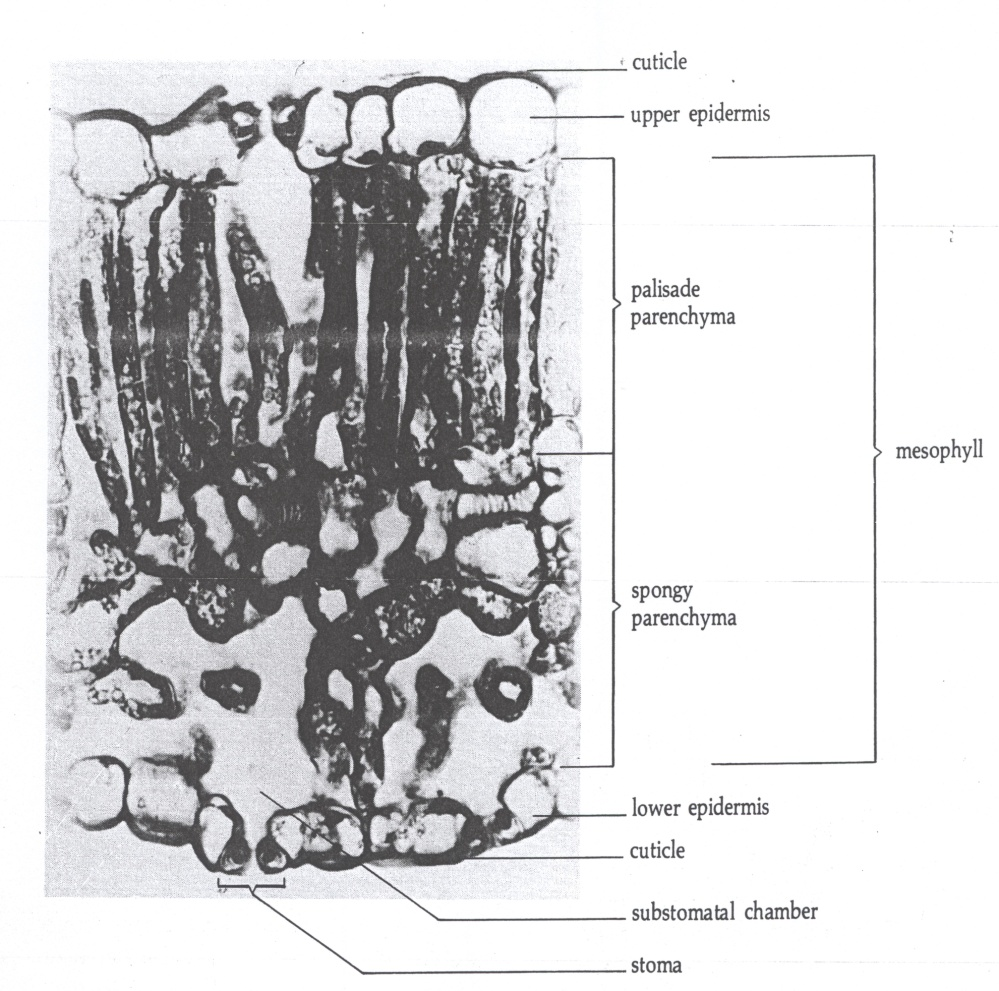 cuticle
upper epidermis
palisade
parenchyma
mesophyll
spongy
parenchyma
lower epidermis
cuticle
substomatal chamber
stoma